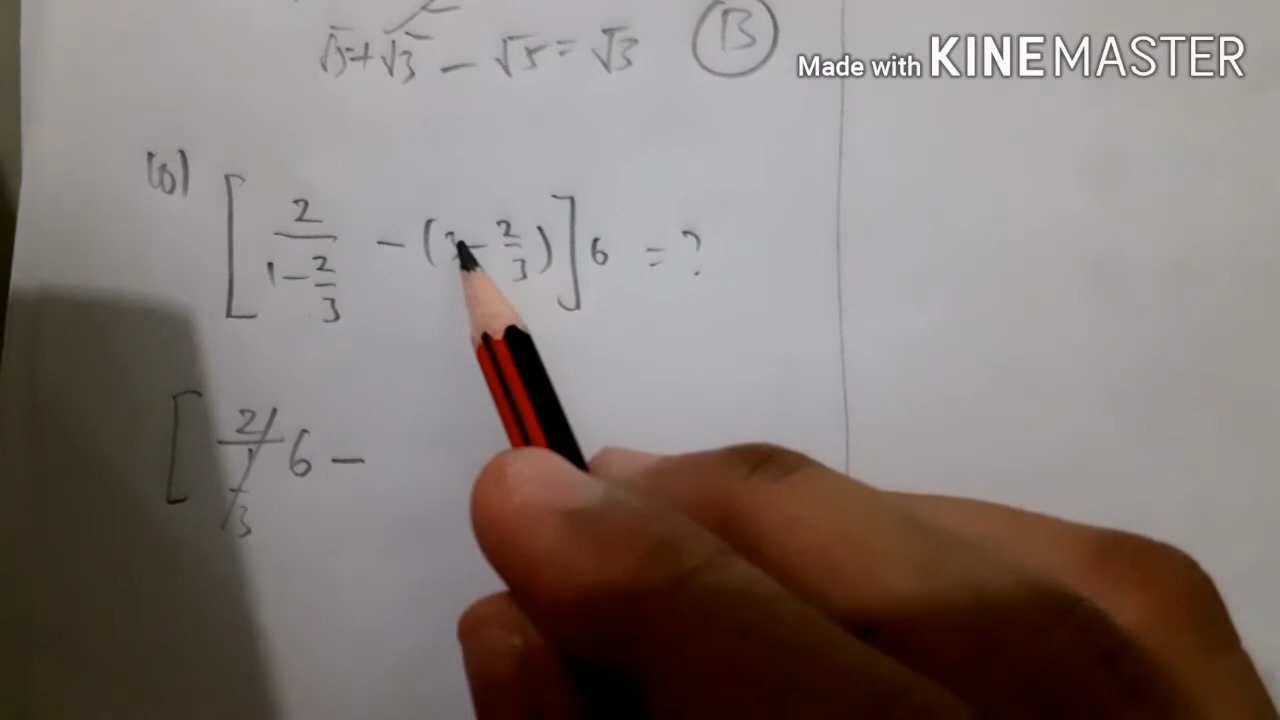 √5+√3 - √5 = √3 (B)
Made with KINEMASTER
(6) [2/(1-2/3) - ( - 2/3)]6 = ?
[2/(1/3) 6 -